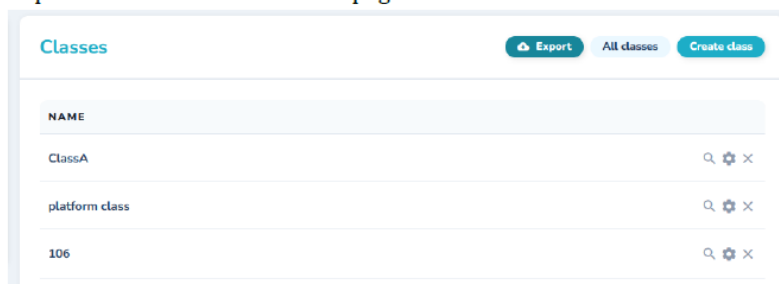 Classes
Export
All classes
Create class
NAME
ClassA
platform class
106